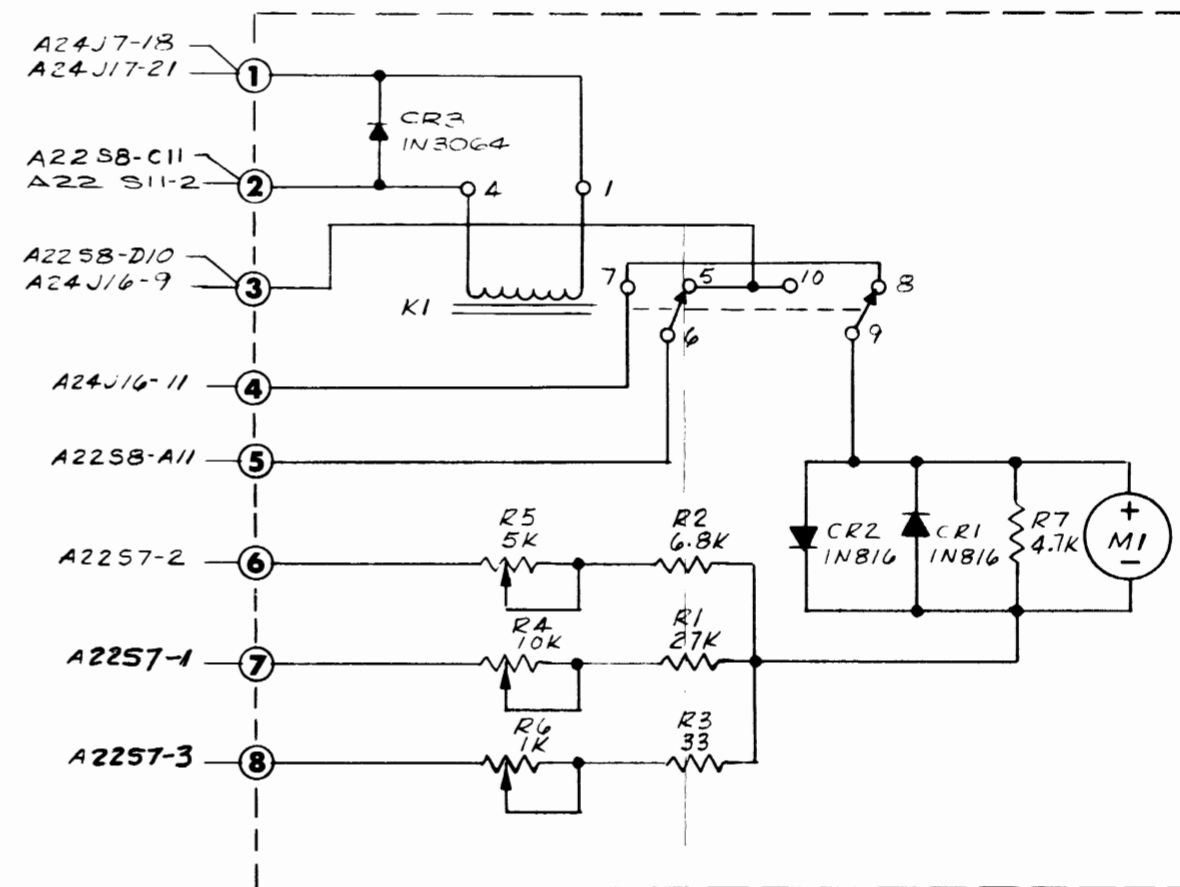 A24J7-18
A24J17-21
1
CR3
1N3064
A22S8-C11
A22 S11-2
2
4
1
A22S8-D10
A24J16-9
3
7
5
10
8
K1
6
9
A24J16-11
4
A22S8-A11
5
R5
5K
R2
6.8K
CR2
1N816
CR1
1N816
R7
4.7K
+
M1
−
A22S7-2
6
R4
10K
R1
27K
A22S7-1
7
R6
1K
R3
33
A22S7-3
8